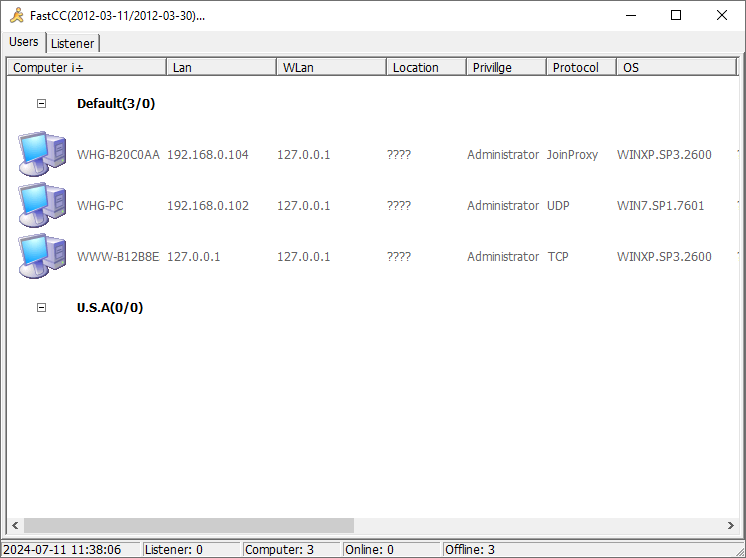 FastCC(2012-03-11/2012-03-30)...
Users Listener
Computer i÷ Lan WLan Location Privillge Protocol OS
Default(3/0)
WHG-B20C0AA 192.168.0.104 127.0.0.1 ???? Administrator JoinProxy WINXP.SP3.2600
WHG-PC 192.168.0.102 127.0.0.1 ???? Administrator UDP WIN7.SP1.7601
WWW-B12B8E 127.0.0.1 127.0.0.1 ???? Administrator TCP WINXP.SP3.2600
U.S.A(0/0)
2024-07-11 11:38:06 Listener: 0 Computer: 3 Online: 0 Offline: 3